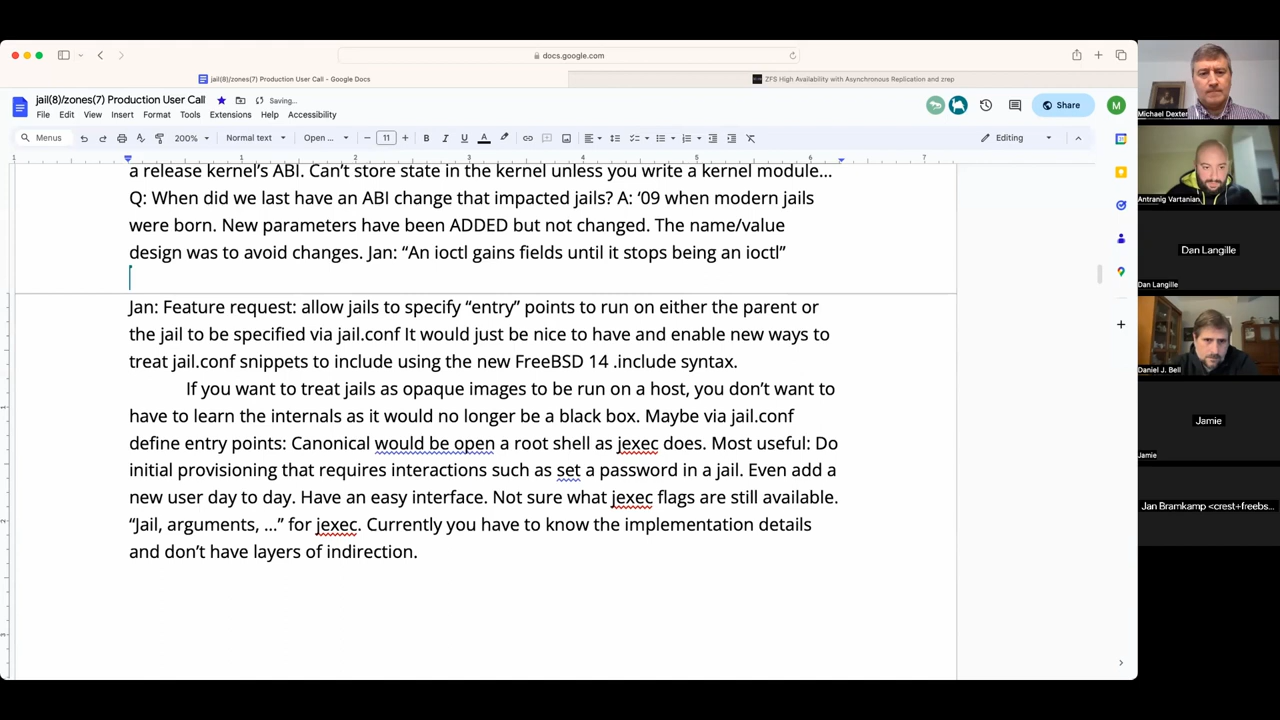 docs.google.com
jail(8)/zones(7) Production User Call - Google Docs
ZFS High Availability with Asynchronous Replication and zrep
jail(8)/zones(7) Production User Call
Saving...
File Edit View Insert Format Tools Extensions Help Accessibility
Share
M
Menus
200%
Normal text
Open ...
11
Editing
1 1 2 3 4 5 6 7
a release kernel's ABI. Can't store state in the kernel unless you write a kernel module...
Q: When did we last have an ABI change that impacted jails? A: '09 when modern jails
were born. New parameters have been ADDED but not changed. The name/value
design was to avoid changes. Jan: “An ioctl gains fields until it stops being an ioctl”
Jan: Feature request: allow jails to specify “entry” points to run on either the parent or
the jail to be specified via jail.conf It would just be nice to have and enable new ways to
treat jail.conf snippets to include using the new FreeBSD 14 .include syntax.
If you want to treat jails as opaque images to be run on a host, you don't want to
have to learn the internals as it would no longer be a black box. Maybe via jail.conf
define entry points: Canonical would be open a root shell as jexec does. Most useful: Do
initial provisioning that requires interactions such as set a password in a jail. Even add a
new user day to day. Have an easy interface. Not sure what jexec flags are still available.
“Jail, arguments, ...” for jexec. Currently you have to know the implementation details
and don't have layers of indirection.
1
2
3
Michael Dexter
Antranig Vartanian
Dan Langille
Dan Langille
Daniel J. Bell
Jamie
Jamie
Jan Bramkamp <crest+freebs...